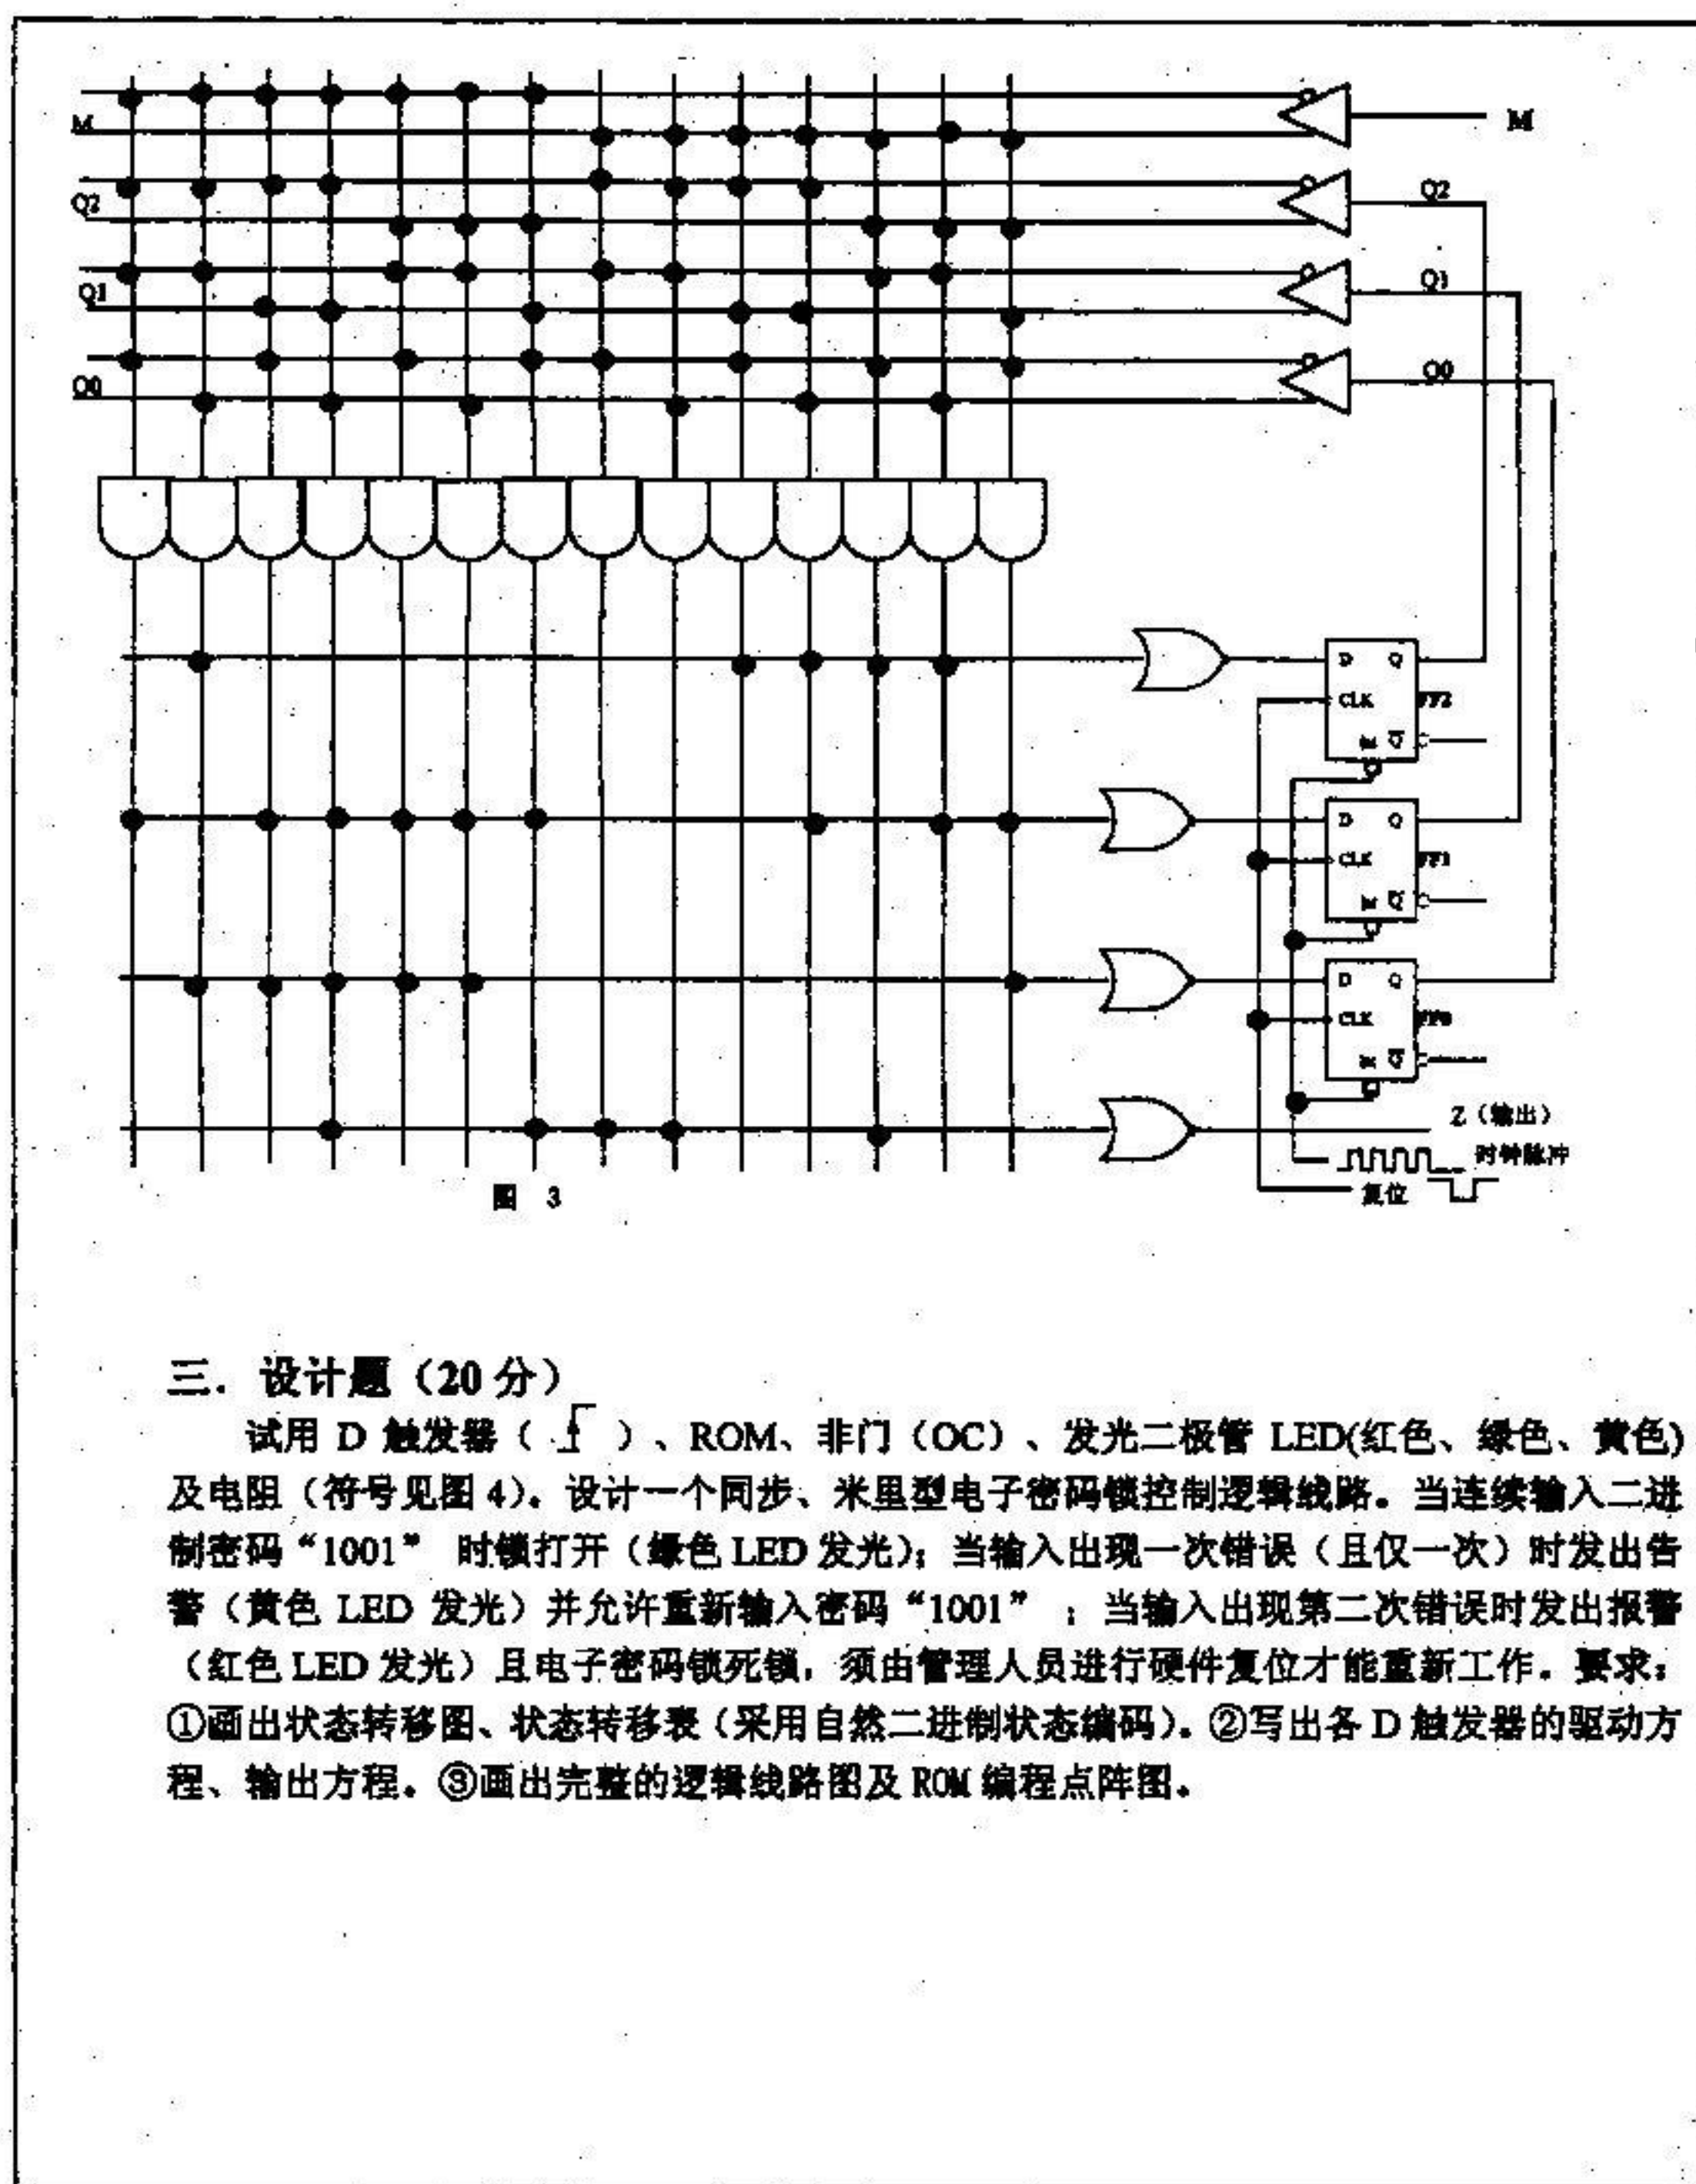 M
M
Q2
Q2
Q1
Q1
Q0
Q0
D Q
CLK FF2
R Q̅
D Q
CLK FF1
R Q̅
D Q
CLK FF0
R Q̅
Z（输出）
时钟脉冲
复位
图 3
三．设计题（20 分）
试用 D 触发器（ ）、ROM、非门（OC）、发光二极管 LED(红色、绿色、黄色)
及电阻（符号见图 4）。设计一个同步、米里型电子密码锁控制逻辑线路。当连续输入二进
制密码“1001” 时锁打开（绿色 LED 发光）；当输入出现一次错误（且仅一次）时发出告
警（黄色 LED 发光）并允许重新输入密码“1001” ；当输入出现第二次错误时发出报警
（红色 LED 发光）且电子密码锁死锁，须由管理人员进行硬件复位才能重新工作。要求：
①画出状态转移图、状态转移表（采用自然二进制状态编码）。②写出各 D 触发器的驱动方
程、输出方程。③画出完整的逻辑线路图及 ROM 编程点阵图。